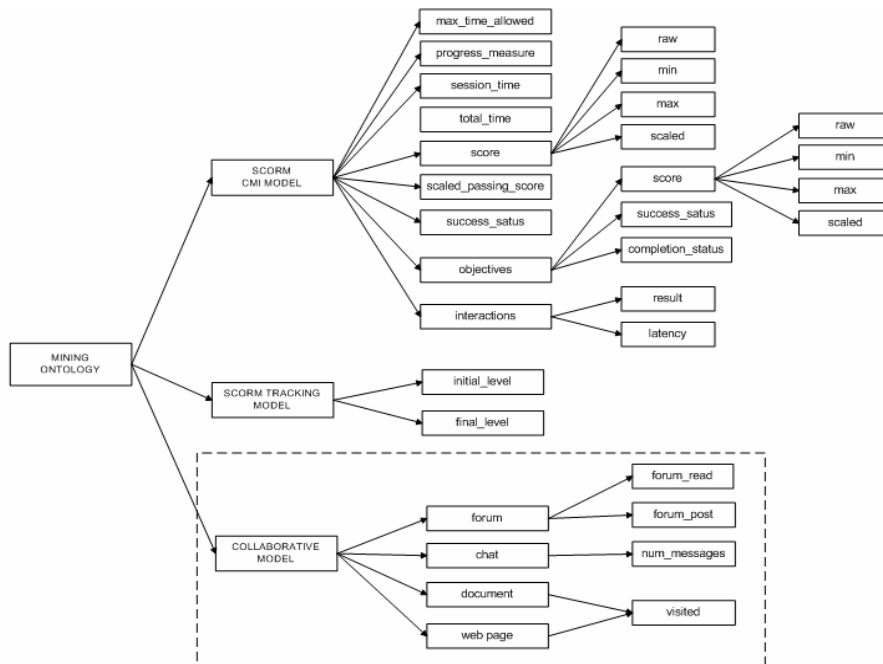 MINING
ONTOLOGY
SCORM
CMI MODEL
max_time_allowed
progress_measure
session_time
total_time
score
raw
min
max
scaled
scaled_passing_score
success_satus
objectives
score
raw
min
max
scaled
success_satus
completion_status
interactions
result
latency
SCORM TRACKING
MODEL
initial_level
final_level
COLLABORATIVE
MODEL
forum
forum_read
forum_post
chat
num_messages
document
web page
visited